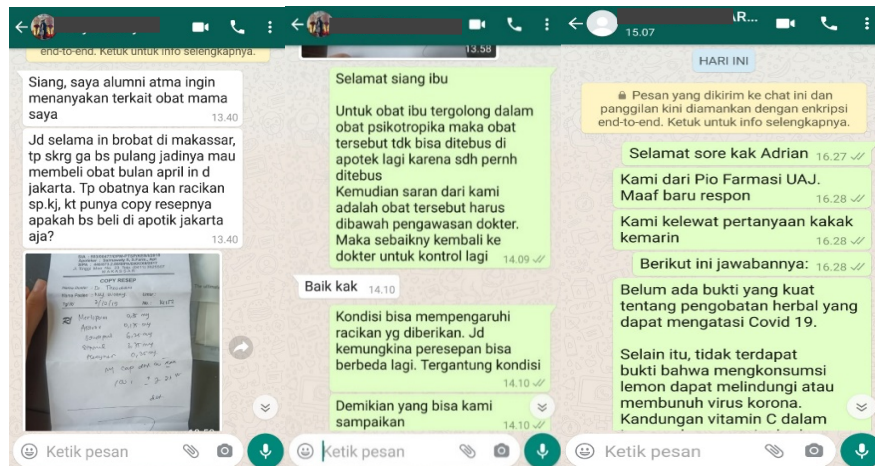 end-to-end. Ketuk untuk info selengkapnya.
Siang, saya alumni atma ingin
menanyakan terkait obat mama
saya
13.40
Jd selama in brobat di makassar,
tp skrg ga bs pulang jadinya mau
membeli obat bulan april in d
jakarta. Tp obatnya kan racikan
sp.kj, kt punya copy resepnya
apakah bs beli di apotik jakarta
aja?
13.40
COPY RESEP
Ketik pesan
13.58
Selamat siang ibu
Untuk obat ibu tergolong dalam
obat psikotropika maka obat
tersebut tdk bisa ditebus di
apotek lagi karena sdh pernh
ditebus
Kemudian saran dari kami
adalah obat tersebut harus
dibawah pengawasan dokter.
Maka sebaikny kembali ke
dokter untuk kontrol lagi
14.09
Baik kak
14.10
Kondisi bisa mempengaruhi
racikan yg diberikan. Jd
kemungkina peresepan bisa
berbeda lagi. Tergantung kondisi
14.10
Demikian yang bisa kami
sampaikan
14.10
Ketik pesan
R...
15.07
HARI INI
Pesan yang dikirim ke chat ini dan
panggilan kini diamankan dengan enkripsi
end-to-end. Ketuk untuk info selengkapnya.
Selamat sore kak Adrian 16.27
Kami dari Pio Farmasi UAJ.
Maaf baru respon
16.28
Kami kelewat pertanyaan kakak
kemarin
16.28
Berikut ini jawabannya: 16.28
Belum ada bukti yang kuat
tentang pengobatan herbal yang
dapat mengatasi Covid 19.
Selain itu, tidak terdapat
bukti bahwa mengkonsumsi
lemon dapat melindungi atau
membunuh virus korona.
Kandungan vitamin C dalam
Ketik pesan